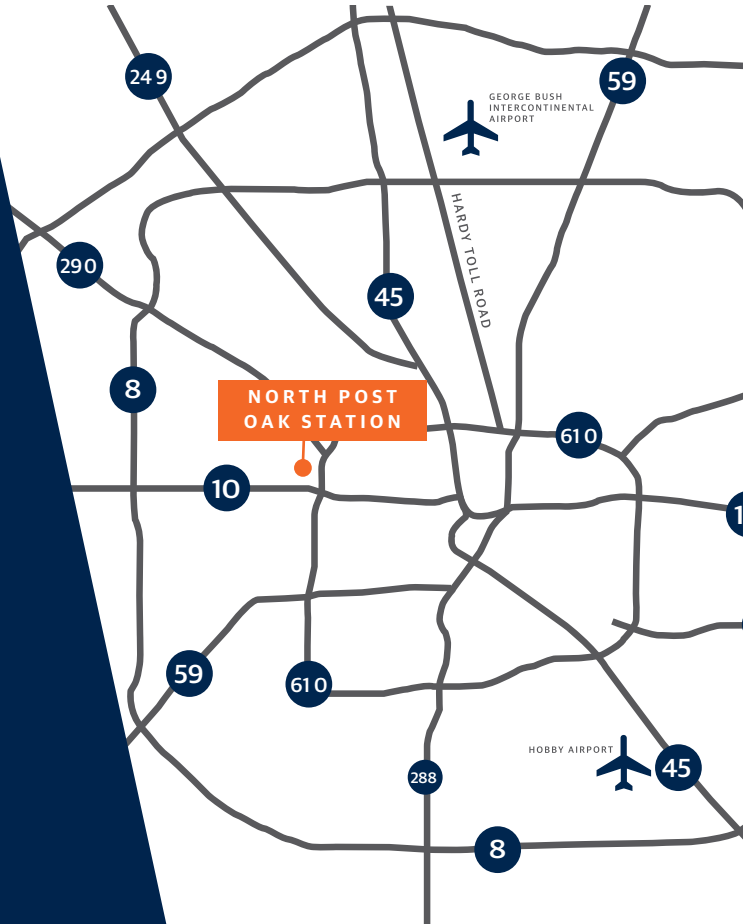 249
59
GEORGE BUSH
INTERCONTINENTAL
AIRPORT
HARDY TOLL ROAD
290
45
8
NORTH POST
OAK STATION
610
10
59
610
HOBBY AIRPORT
45
288
8